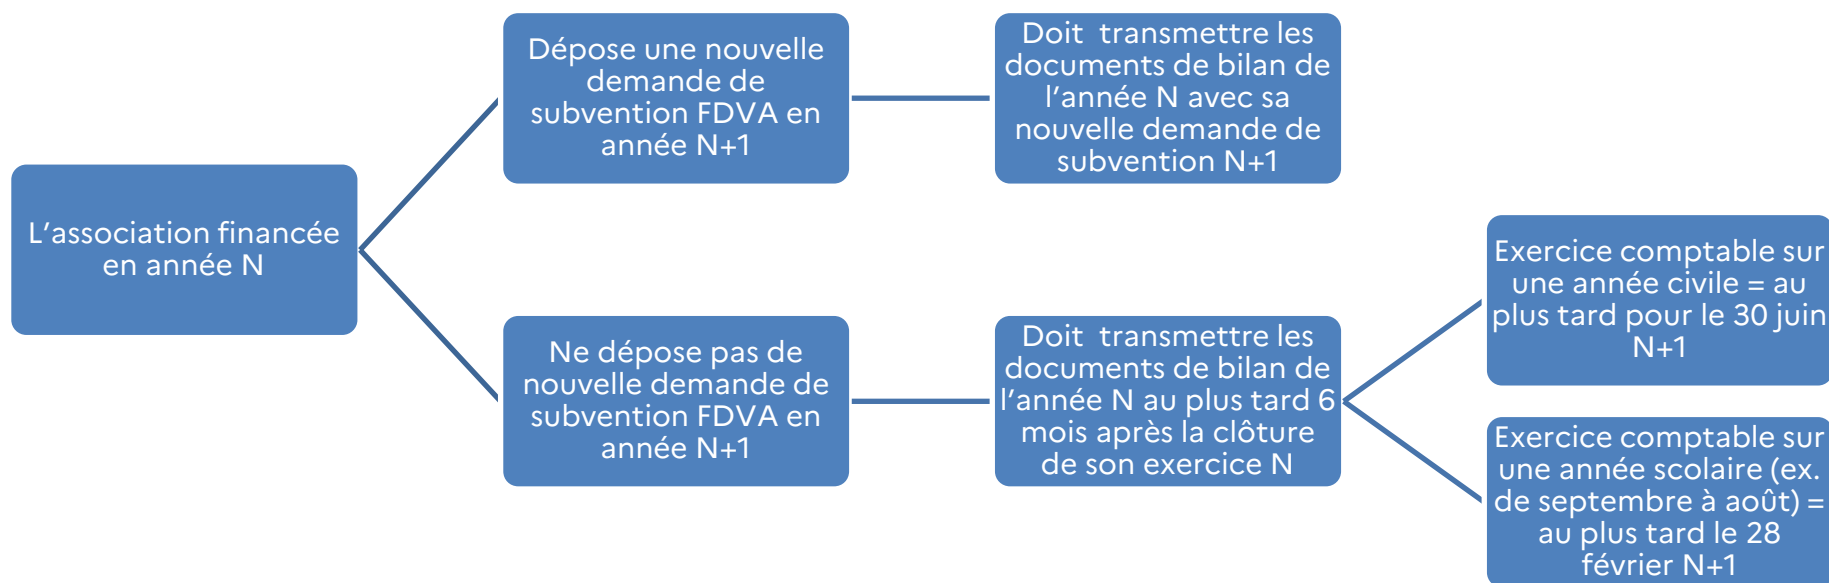 L'association financée
en année N
Dépose une nouvelle
demande de
subvention FDVA en
année N+1
Doit  transmettre les
documents de bilan de
l'année N avec sa
nouvelle demande de
subvention N+1
Ne dépose pas de
nouvelle demande de
subvention FDVA en
année N+1
Doit  transmettre les
documents de bilan de
l'année N au plus tard 6
mois après la clôture
de son exercice N
Exercice comptable sur
une année civile = au
plus tard pour le 30 juin
N+1
Exercice comptable sur
une année scolaire (ex.
de septembre à août) =
au plus tard le 28
février N+1